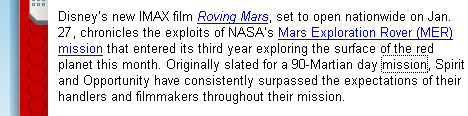 Disney's new IMAX film Roving Mars, set to open nationwide on Jan.
27, chronicles the exploits of NASA's Mars Exploration Rover (MER)
mission that entered its third year exploring the surface of the red
planet this month. Originally slated for a 90-Martian day mission, Spirit
and Opportunity have consistently surpassed the expectations of their
handlers and filmmakers throughout their mission.